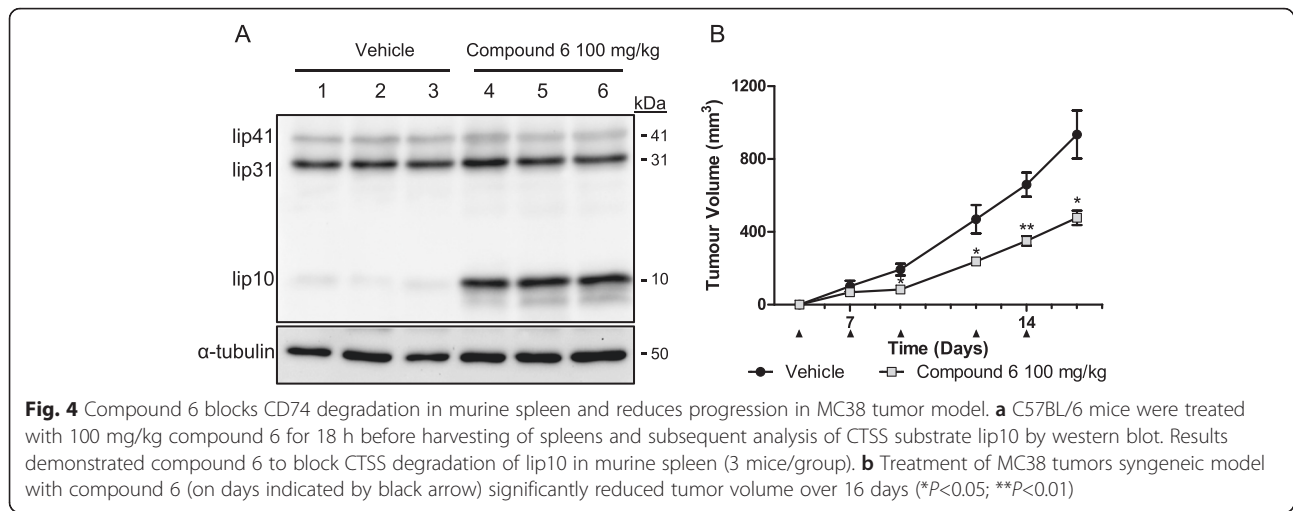 A
Vehicle
Compound 6 100 mg/kg
1 2 3 4 5 6
kDa
lip41
- 41
lip31
- 31
lip10
- 10
α-tubulin
- 50
B
Tumour Volume (mm³)
1200
800
400
0
*
*
**
*
7
14
Time (Days)
Vehicle
Compound 6 100 mg/kg
Fig. 4 Compound 6 blocks CD74 degradation in murine spleen and reduces progression in MC38 tumor model. a C57BL/6 mice were treated
with 100 mg/kg compound 6 for 18 h before harvesting of spleens and subsequent analysis of CTSS substrate lip10 by western blot. Results
demonstrated compound 6 to block CTSS degradation of lip10 in murine spleen (3 mice/group). b Treatment of MC38 tumors syngeneic model
with compound 6 (on days indicated by black arrow) significantly reduced tumor volume over 16 days (*P<0.05; **P<0.01)